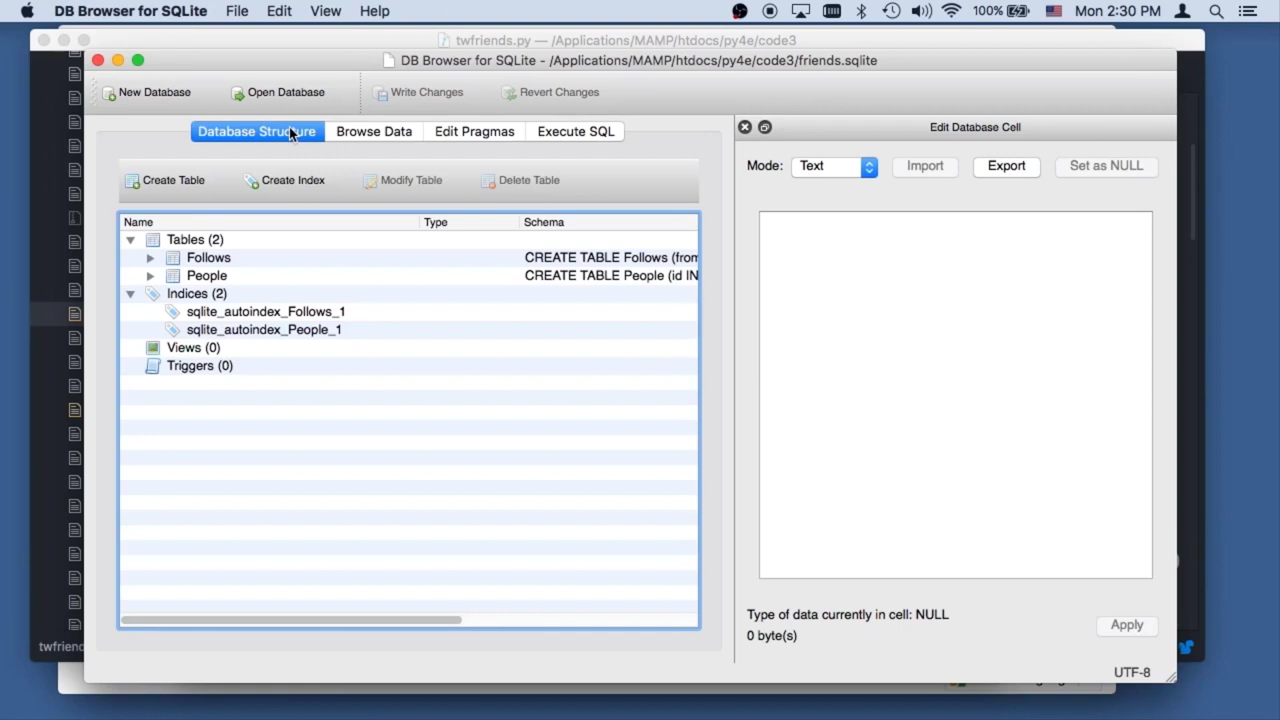 DB Browser for SQLite File Edit View Help 100% Mon 2:30 PM
twfriends.py — /Applications/MAMP/htdocs/py4e/code3
DB Browser for SQLite - /Applications/MAMP/htdocs/py4e/code3/friends.sqlite
New Database Open Database Write Changes Revert Changes
Database Structure Browse Data Edit Pragmas Execute SQL
Edit Database Cell
Create Table Create Index Modify Table Delete Table
Mode: Text Import Export Set as NULL
Name Type Schema
Tables (2)
Follows CREATE TABLE Follows (from
People CREATE TABLE People (id IN
Indices (2)
sqlite_autoindex_Follows_1
sqlite_autoindex_People_1
Views (0)
Triggers (0)
Type of data currently in cell: NULL
0 byte(s)
Apply
twfriend
UTF-8